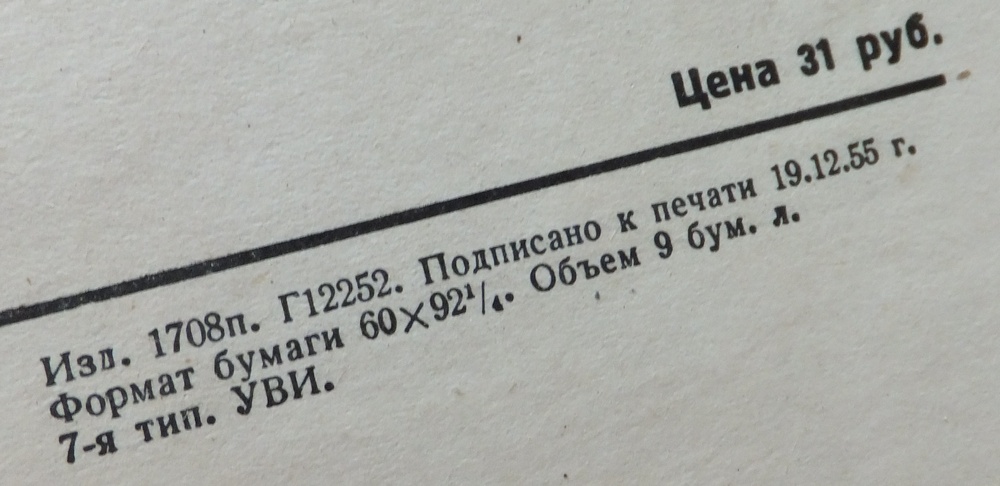 Цена 31 руб.
Изд. 1708п. Г12252. Подписано к печати 19.12.55 г.
Формат бумаги 60×92¹/₄. Объем 9 бум. л.
7-я тип. УВИ.